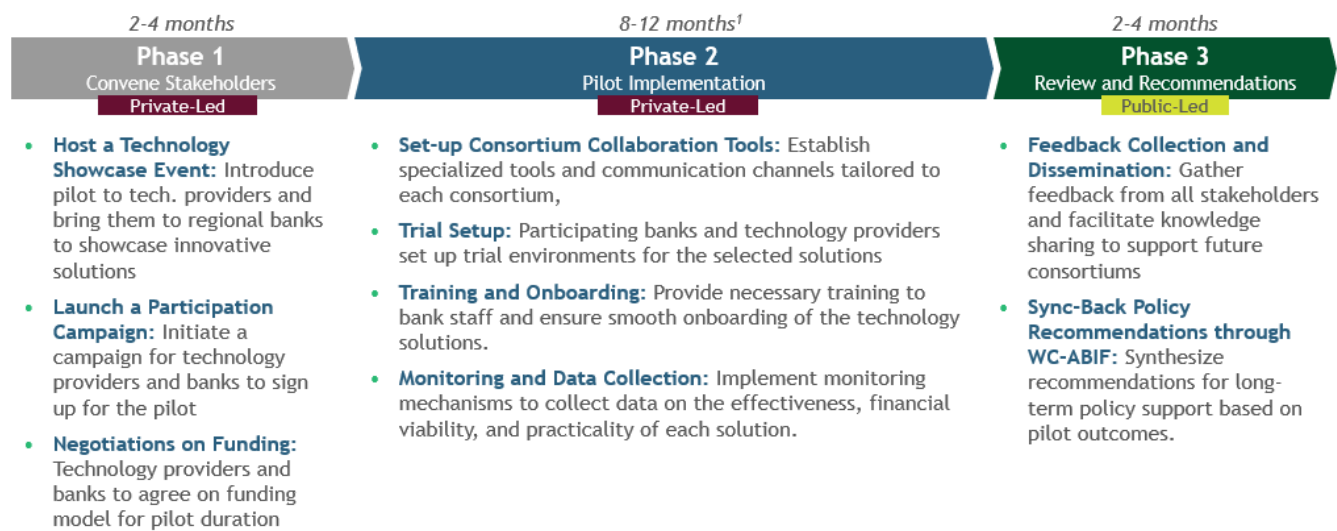 2-4 months
Phase 1
Convene Stakeholders
Private-Led
• Host a Technology
Showcase Event: Introduce
pilot to tech. providers and
bring them to regional banks
to showcase innovative
solutions
• Launch a Participation
Campaign: Initiate a
campaign for technology
providers and banks to sign
up for the pilot
• Negotiations on Funding:
Technology providers and
banks to agree on funding
model for pilot duration
8-12 months¹
Phase 2
Pilot Implementation
Private-Led
• Set-up Consortium Collaboration Tools: Establish
specialized tools and communication channels tailored to
each consortium,
• Trial Setup: Participating banks and technology providers
set up trial environments for the selected solutions
• Training and Onboarding: Provide necessary training to
bank staff and ensure smooth onboarding of the technology
solutions.
• Monitoring and Data Collection: Implement monitoring
mechanisms to collect data on the effectiveness, financial
viability, and practicality of each solution.
2-4 months
Phase 3
Review and Recommendations
Public-Led
• Feedback Collection and
Dissemination: Gather
feedback from all stakeholders
and facilitate knowledge
sharing to support future
consortiums
• Sync-Back Policy
Recommendations through
WC-ABIF: Synthesize
recommendations for long-
term policy support based on
pilot outcomes.